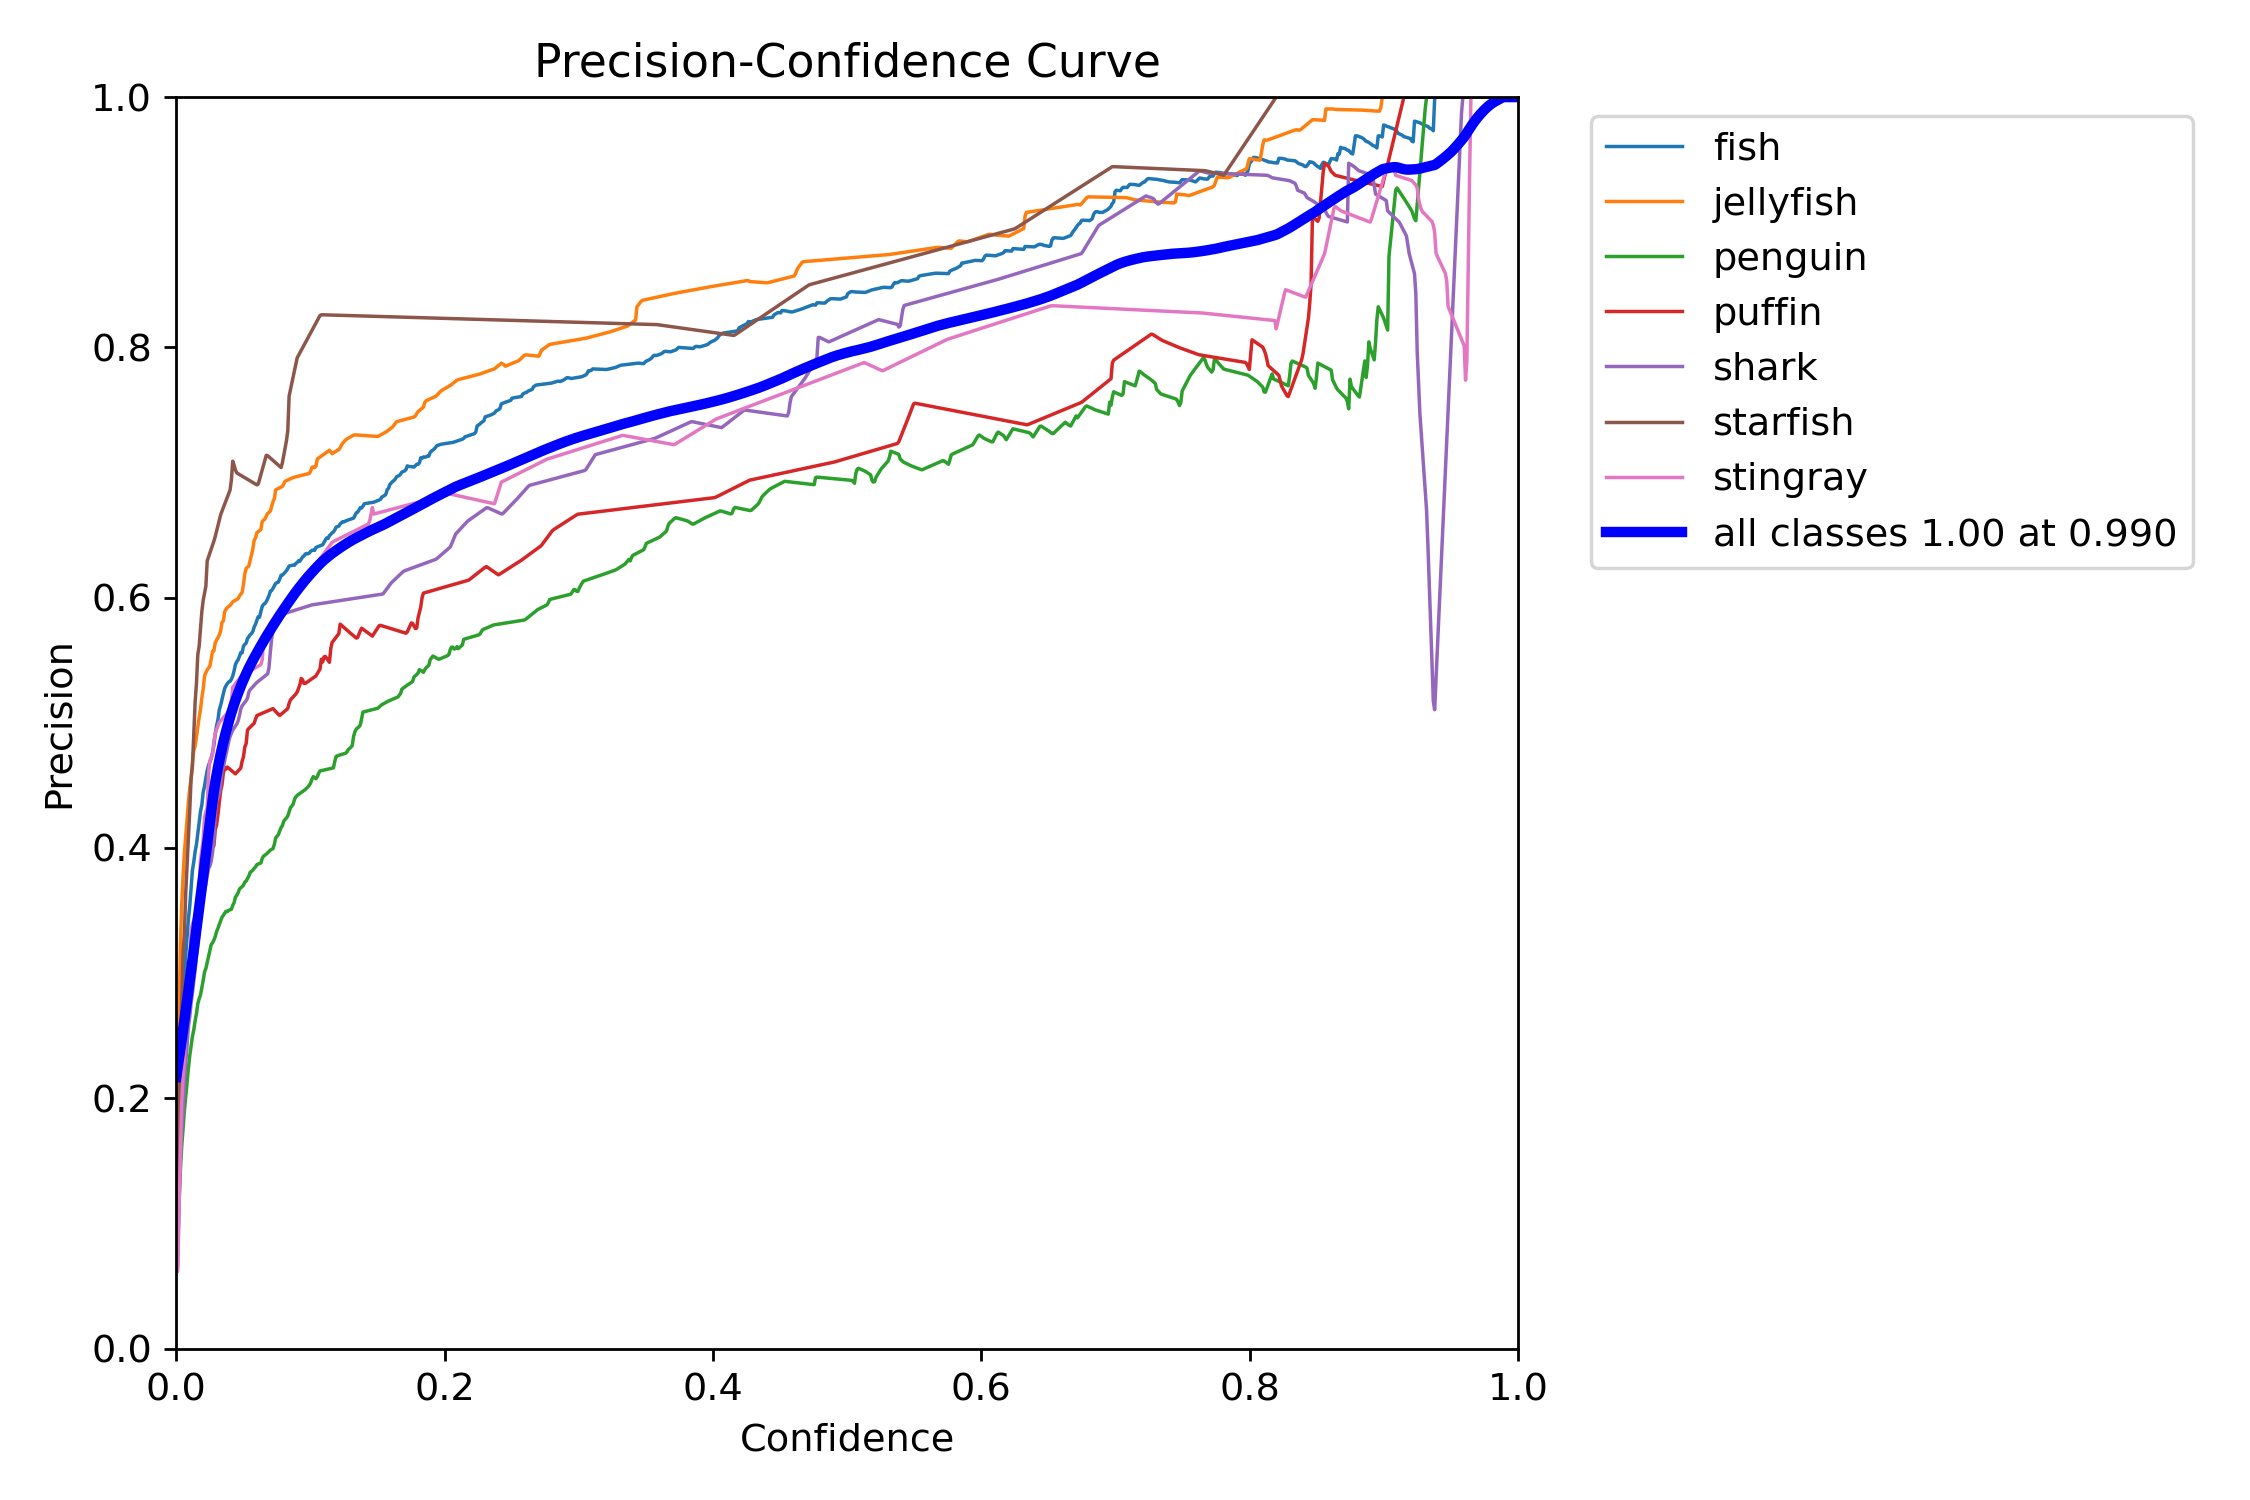 Precision-Confidence Curve
1.0
0.8
0.6
0.4
0.2
0.0
Precision
0.0 0.2 0.4 0.6 0.8 1.0
Confidence
fish
jellyfish
penguin
puffin
shark
starfish
stingray
all classes 1.00 at 0.990